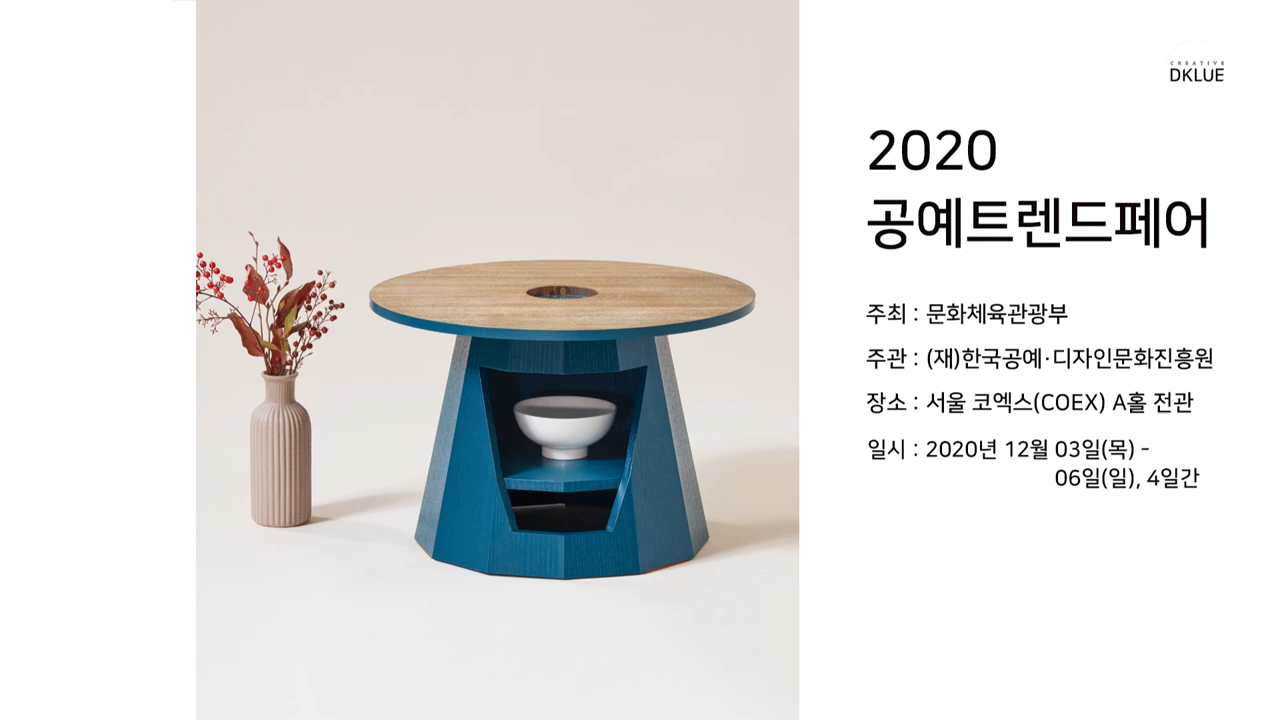 CREATIVE
DKLUE
2020
공예트렌드페어
주최 : 문화체육관광부
주관 : (재)한국공예·디자인문화진흥원
장소 : 서울 코엑스(COEX) A홀 전관
일시 : 2020년 12월 03일(목) -
06일(일), 4일간